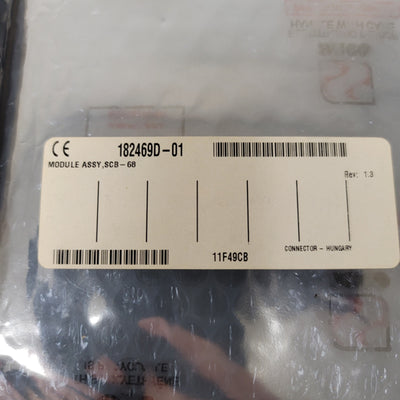 CE 182469D-01
MODULE ASSY,SCB-68
Rev: 1.3
11F49CB
CONNECTOR - HUNGARY